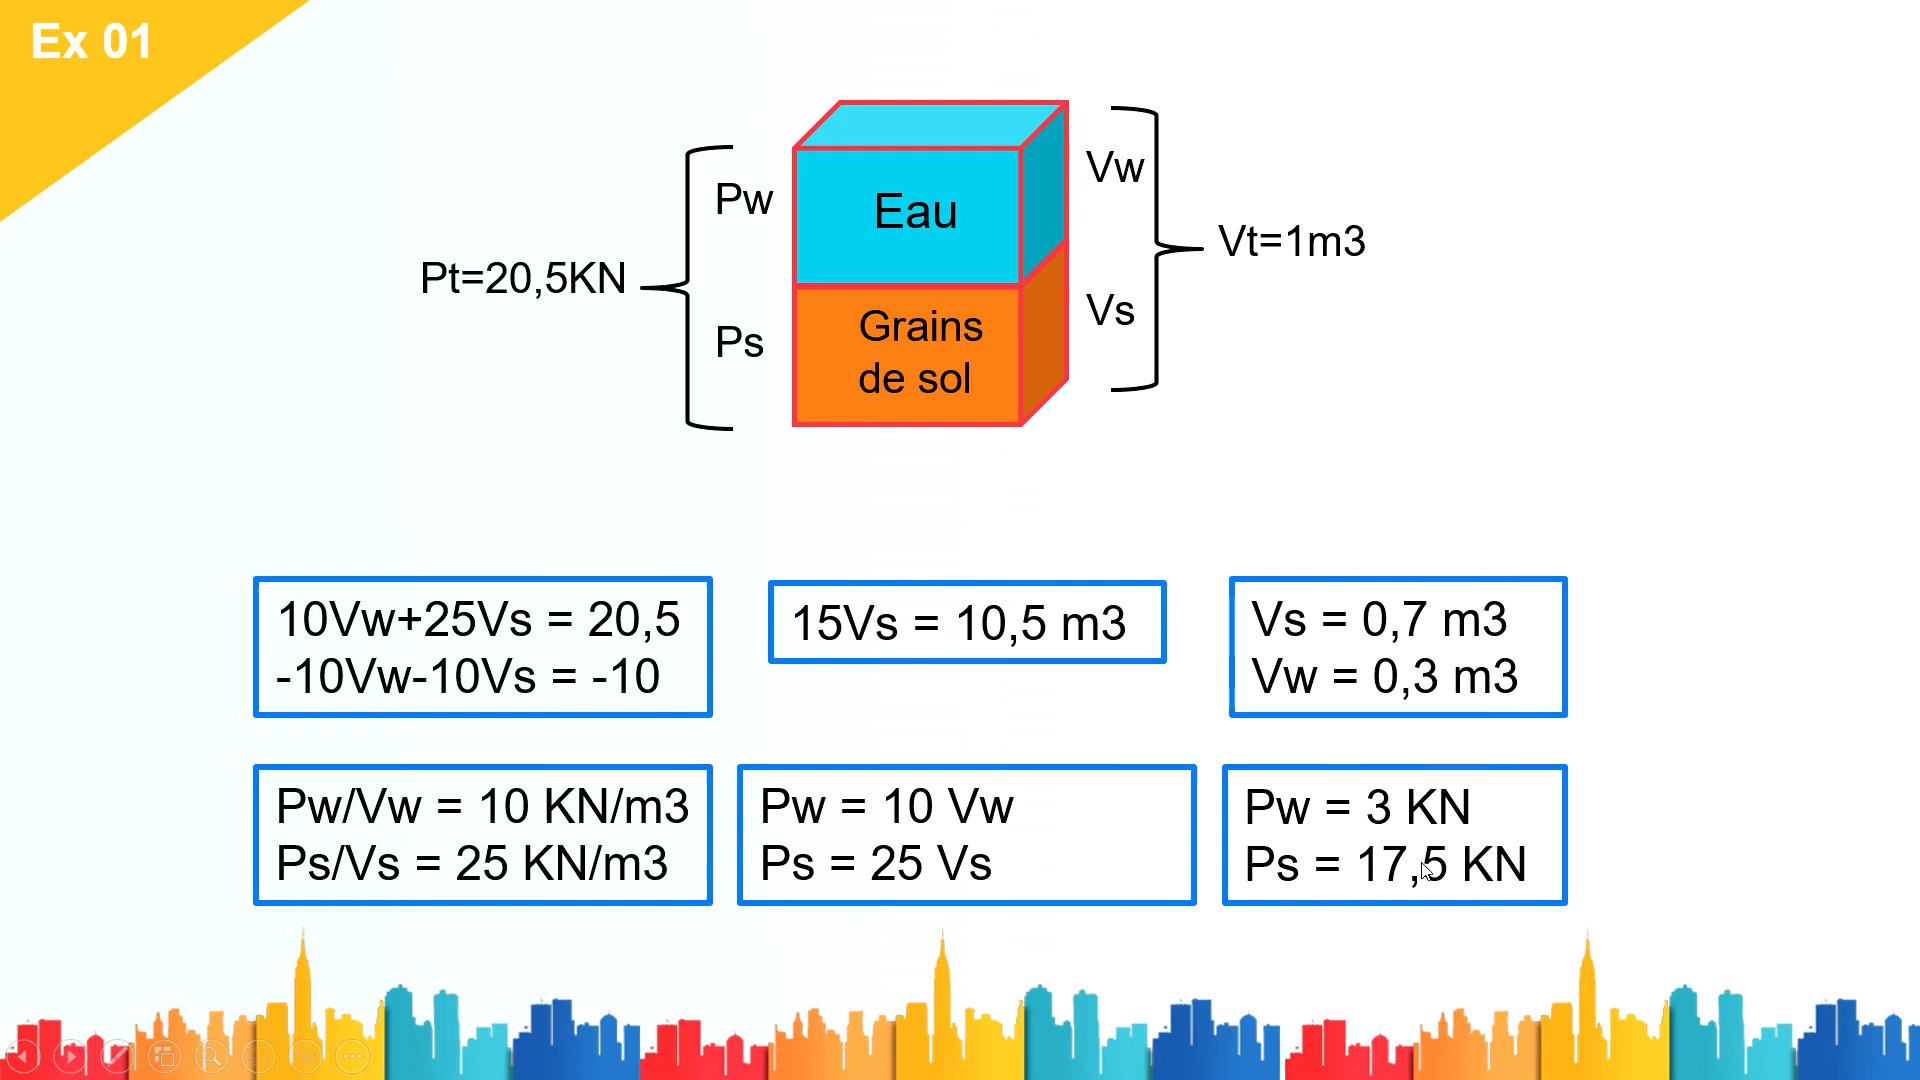 Ex 01
Pw
Eau
Vw
Pt=20,5KN
Vt=1m3
Ps
Grains
de sol
Vs
10Vw+25Vs = 20,5
-10Vw-10Vs = -10
15Vs = 10,5 m3
Vs = 0,7 m3
Vw = 0,3 m3
Pw/Vw = 10 KN/m3
Ps/Vs = 25 KN/m3
Pw = 10 Vw
Ps = 25 Vs
Pw = 3 KN
Ps = 17,5 KN